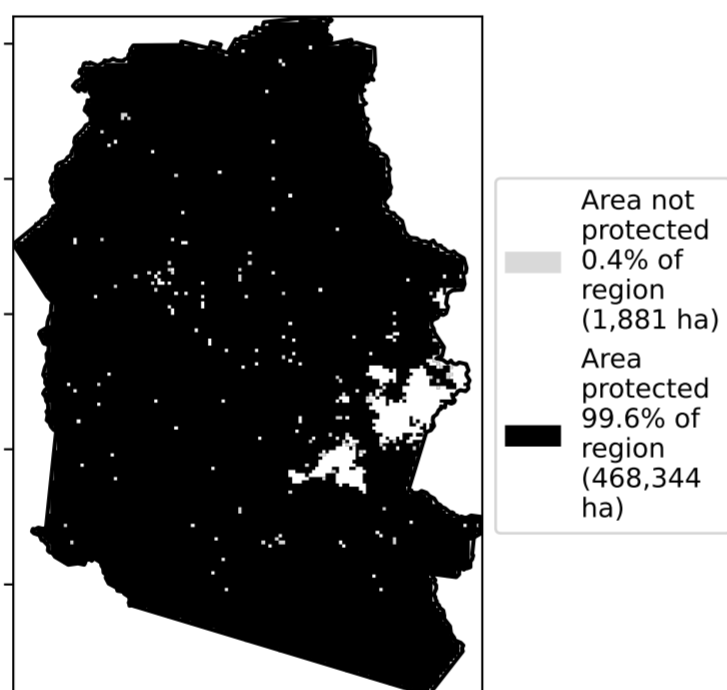 Area not
protected
0.4% of
region
(1,881 ha)
Area
protected
99.6% of
region
(468,344
ha)